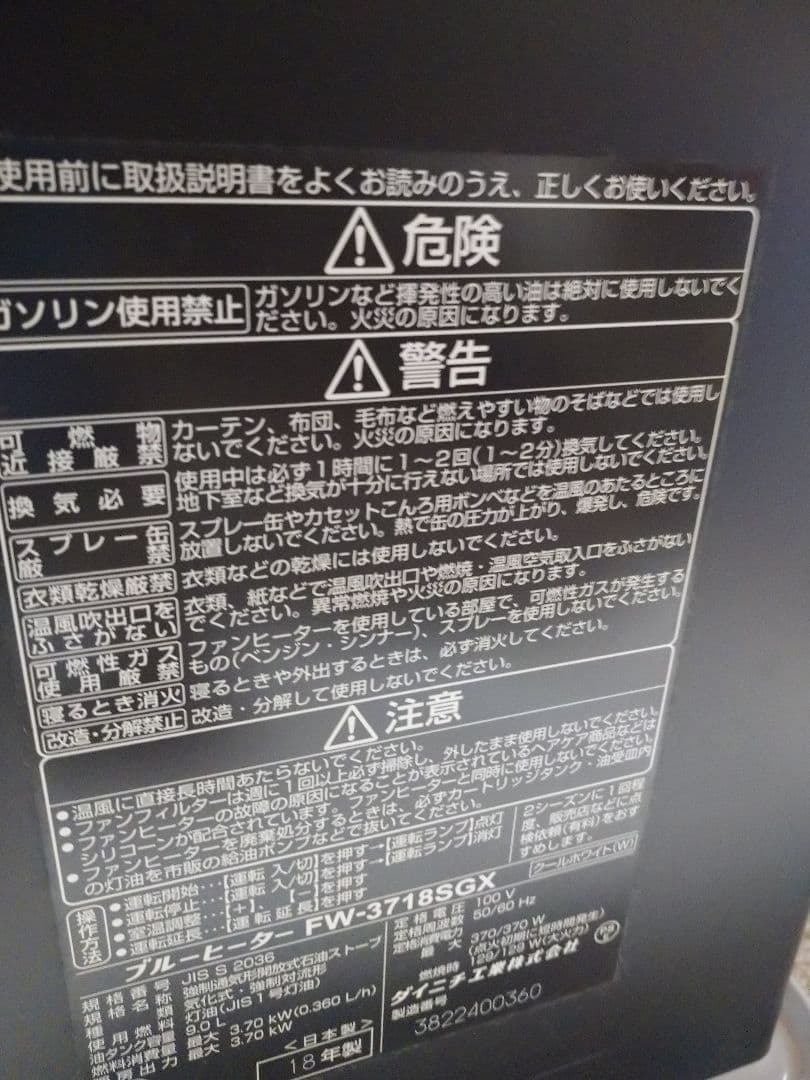 使用前に取扱説明書をよくお読みのうえ、正しくお使いください。
危険
ガソリン使用禁止
ガソリンなど揮発性の高い油は絶対に使用しないでく
ださい。火災の原因になります。
警告
可燃物
近接厳禁
カーテン、布団、毛布など燃えやすい物のそばなどでは使用し
ないでください。火災の原因になります。
換気必要
使用中は必ず1時間に1～2回(1～2分)換気してください。
地下室など換気が十分に行えない場所では使用しないでください。
スプレー缶
厳禁
スプレー缶やカセットこんろ用ボンベなどを温風のあたるところに
放置しないでください。熱で缶の圧力が上がり、爆発し、危険です。
衣類乾燥厳禁
衣類などの乾燥には使用しないでください。
温風吹出口を
ふさがない
衣類、紙などで温風吹出口や燃焼・温風空気取入口をふさがない
でください。異常燃焼や火災の原因になります。
可燃性ガス
使用厳禁
ファンヒーターを使用している部屋で、可燃性ガスが発生する
もの(ベンジン・シンナー)、スプレーを使用しないでください。
寝るとき消火
寝るときや外出するときは、必ず消火してください。
改造・分解禁止
改造・分解して使用しないでください。
注意
●温風に直接長時間あたらないでください。
●ファンフィルターは週に1回以上必ず掃除し、外したまま使用しないでください。
●ファンヒーターの故障の原因になることが表示されているヘアケア商品などは
シリコーンが配合されています。ファンヒーターと同時に使用しないでください。
●ファンヒーターを廃棄処分するときは、必ずカートリッジタンク・油受皿内
の灯油を市販の給油ポンプなどで抜いてください。
操作方法
●運転開始…【運転 入/切】を押す→【運転ランプ】点灯
●運転停止…【運転 入/切】を押す→【運転ランプ】消灯
●室温調整…【+】、【-】を押す
●運転延長…【運転延長】を押す
2シーズンに1回程
度、販売店などに点
検依頼(有料)をおす
すめします。
クールホワイト(W)
ブルーヒーター FW-3718SGX
規格番号 JIS S 2036
規格名称 強制通気形開放式石油ストーブ
種類 気化式・強制対流形
使用燃料 灯油(JIS1号灯油)
油タンク容量 9.0L
燃料消費量 最大 3.70 kW(0.360 L/h)
暖房出力 最大 3.70 kW
<日本製>
18年製
定格電圧 100 V
定格周波数 50/60 Hz
定格消費電力
最大 370/370 W
(点火初期に短時間発生)
燃焼時 129/129 W(大火力)
PSE
ダイニチ工業株式会社
製造番号
3822400360